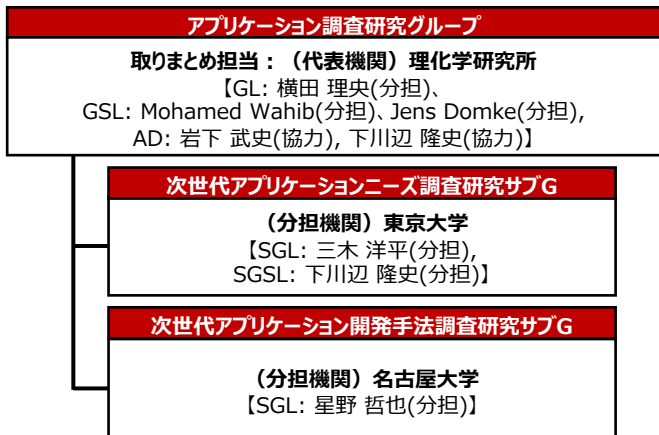 アプリケーション調査研究グループ
取りまとめ担当：（代表機関）理化学研究所
【GL: 横田 理央(分担)、
GSL: Mohamed Wahib(分担)、Jens Domke(分担),
AD: 岩下 武史(協力), 下川辺 隆史(協力)】
次世代アプリケーションニーズ調査研究サブG
（分担機関）東京大学
【SGL: 三木 洋平(分担),
SGSL: 下川辺 隆史(分担)】
次世代アプリケーション開発手法調査研究サブG
（分担機関）名古屋大学
【SGL: 星野 哲也(分担)】